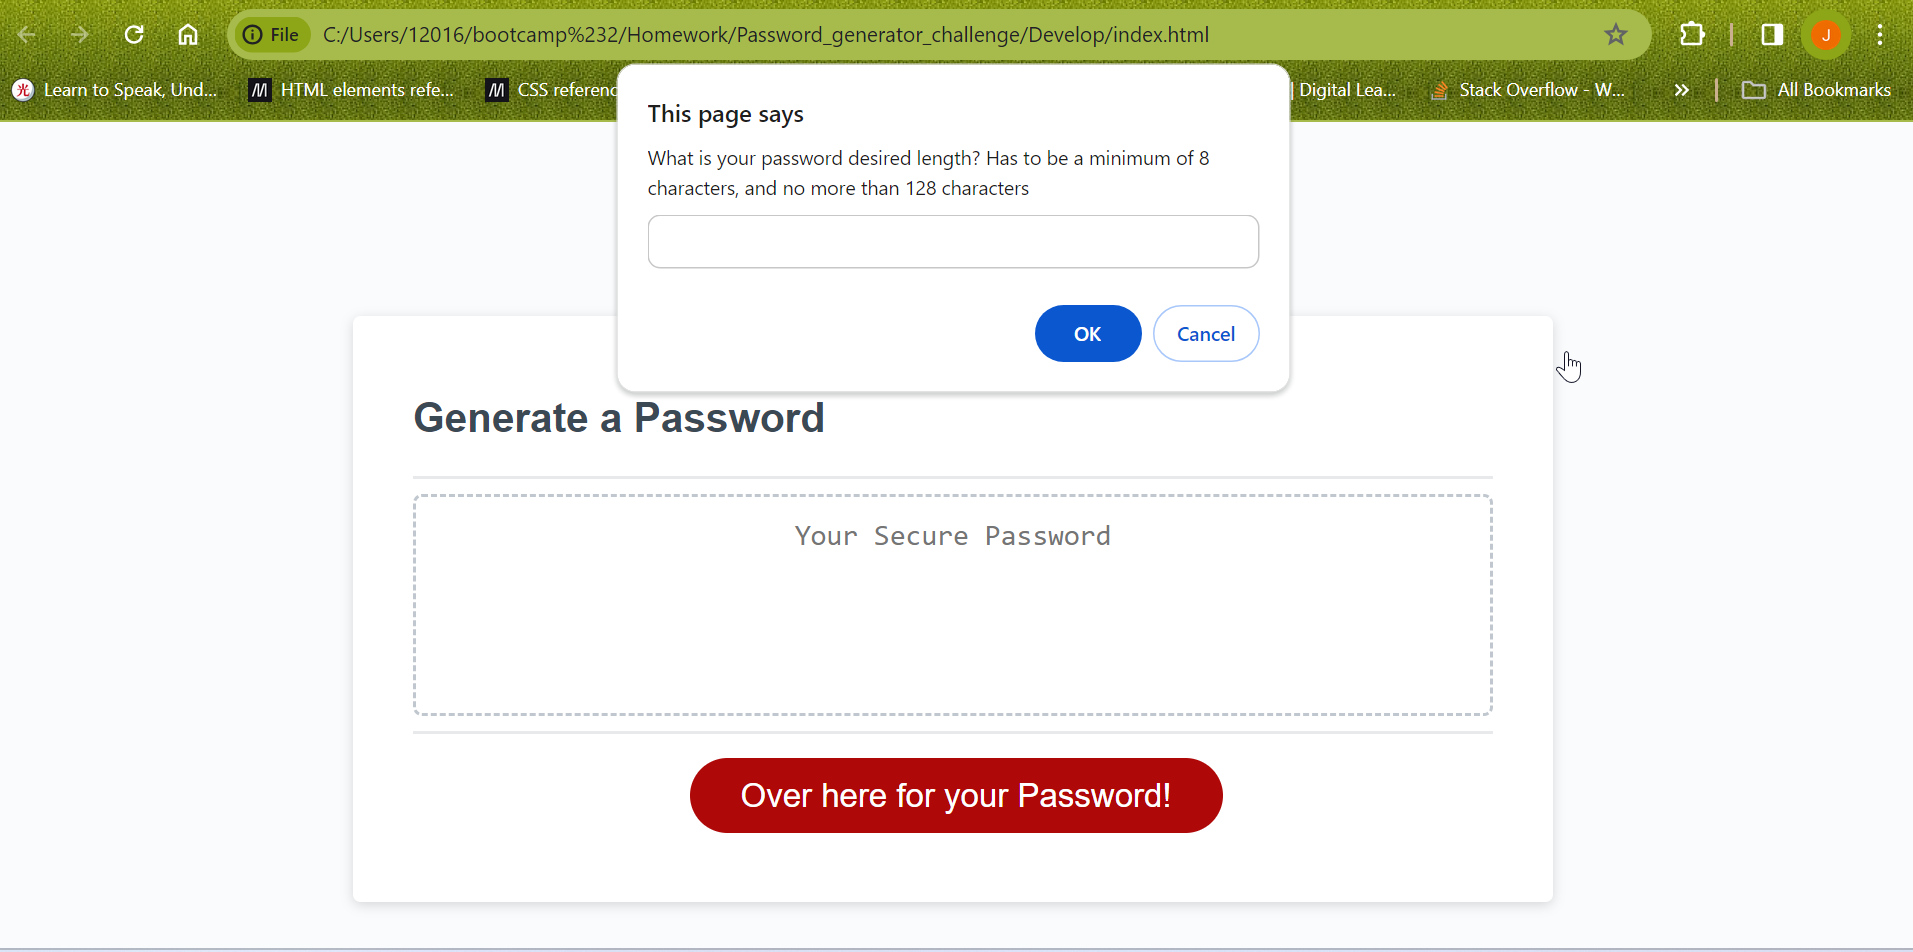 File
C:/Users/12016/bootcamp%232/Homework/Password_generator_challenge/Develop/index.html
J
光
Learn to Speak, Und...
M
HTML elements refe...
M
CSS referenc
| Digital Lea...
Stack Overflow - W...
»
All Bookmarks
This page says
What is your password desired length? Has to be a minimum of 8
characters, and no more than 128 characters
OK
Cancel
Generate a Password
Your Secure Password
Over here for your Password!